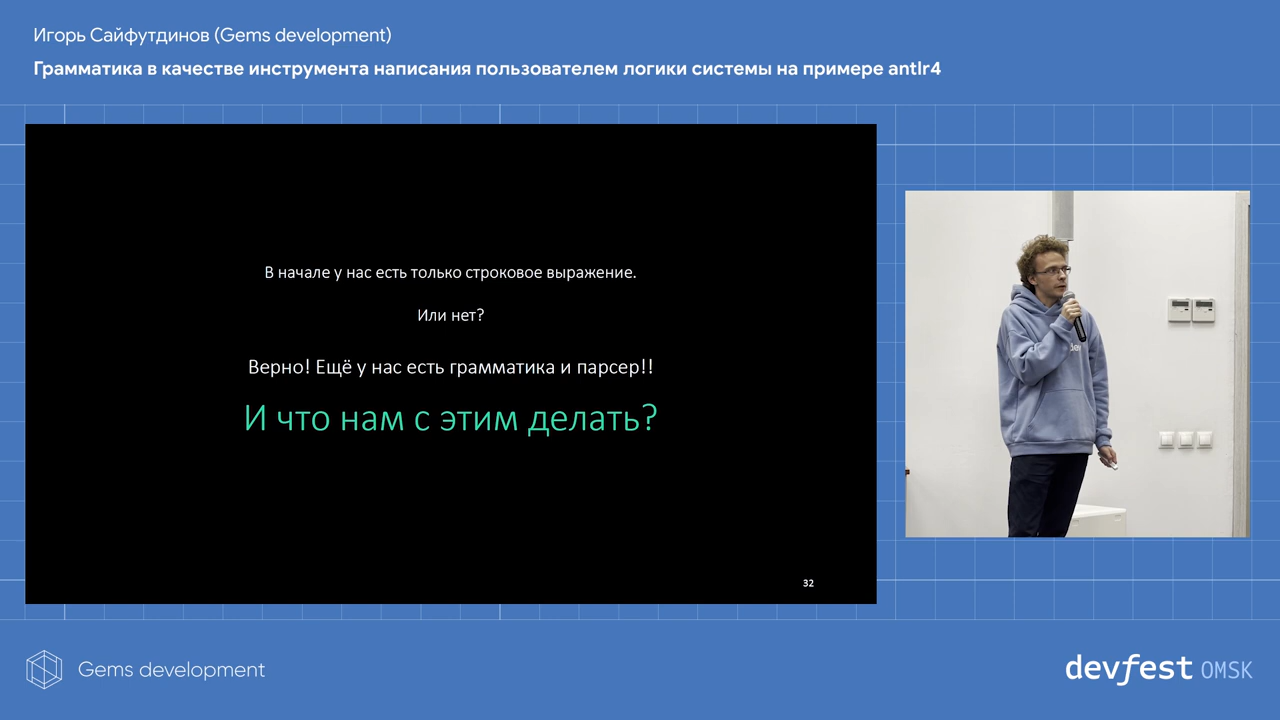 Игорь Сайфутдинов (Gems development)
Грамматика в качестве инструмента написания пользователем логики системы на примере antlr4
В начале у нас есть только строковое выражение.
Или нет?
Верно! Ещё у нас есть грамматика и парсер!!
И что нам с этим делать?
32
dev
Gems development
devfest OMSK